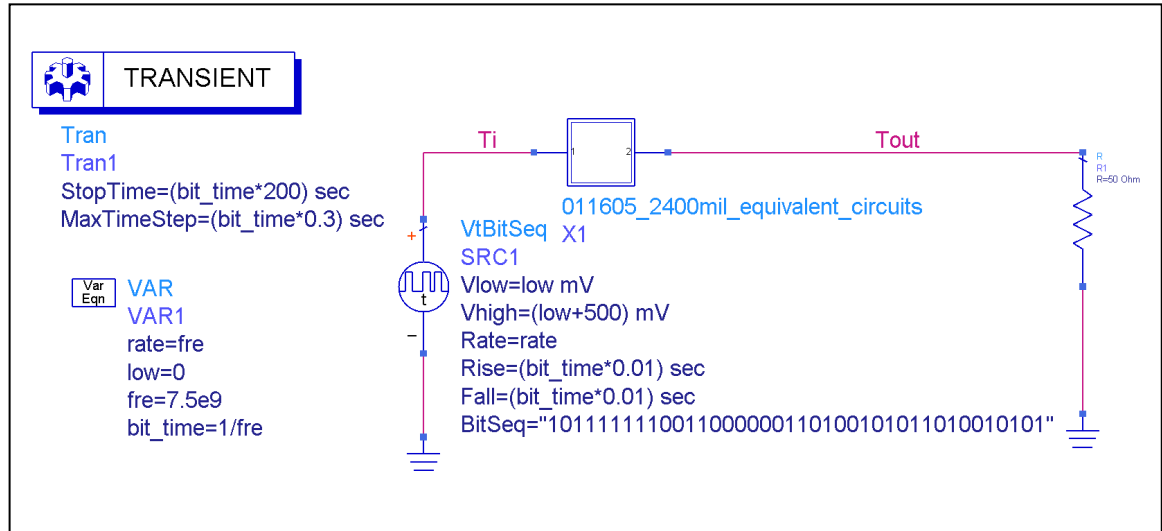 TRANSIENT
Tran
Tran1
StopTime=(bit_time*200) sec
MaxTimeStep=(bit_time*0.3) sec
Var
Eqn
VAR
VAR1
rate=fre
low=0
fre=7.5e9
bit_time=1/fre
Ti
1
2
011605_2400mil_equivalent_circuits
X1
Tout
R
R1
R=50 Ohm
+
t
–
VtBitSeq
SRC1
Vlow=low mV
Vhigh=(low+500) mV
Rate=rate
Rise=(bit_time*0.01) sec
Fall=(bit_time*0.01) sec
BitSeq="101111111001100000011010010101101001​0101"